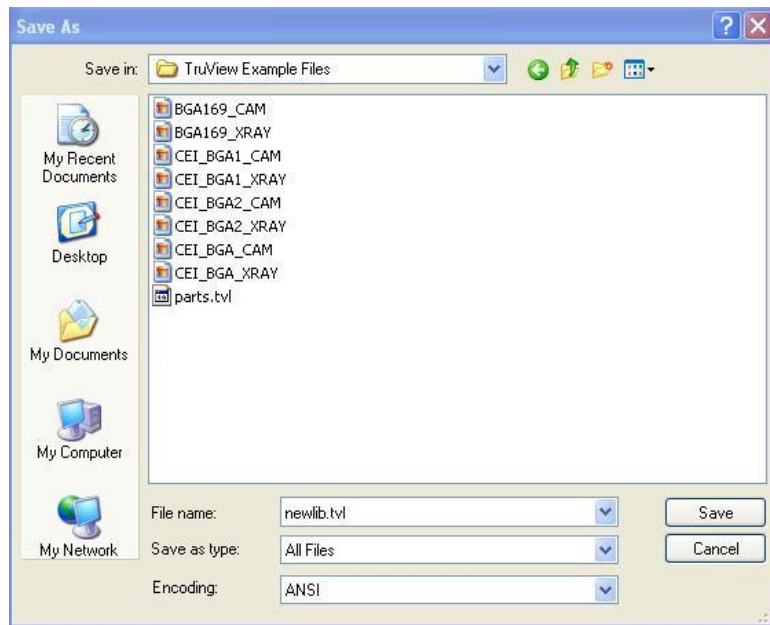 Save As
Save in: TruView Example Files
My Recent
Documents
Desktop
My Documents
My Computer
My Network
BGA169_CAM
BGA169_XRAY
CEI_BGA1_CAM
CEI_BGA1_XRAY
CEI_BGA2_CAM
CEI_BGA2_XRAY
CEI_BGA_CAM
CEI_BGA_XRAY
parts.tvl
File name: newlib.tvl Save
Save as type: All Files Cancel
Encoding: ANSI